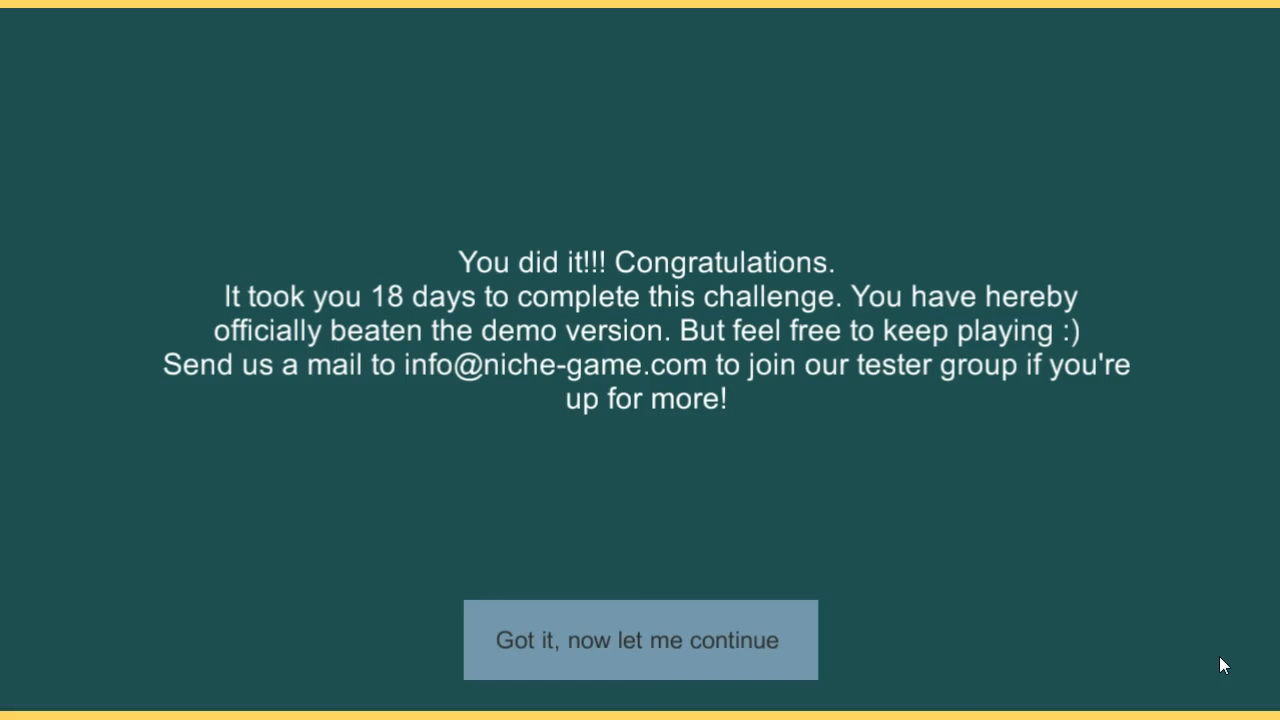 You did it!!! Congratulations.
It took you 18 days to complete this challenge. You have hereby
officially beaten the demo version. But feel free to keep playing :)
Send us a mail to info@niche-game.com to join our tester group if you're
up for more!
Got it, now let me continue